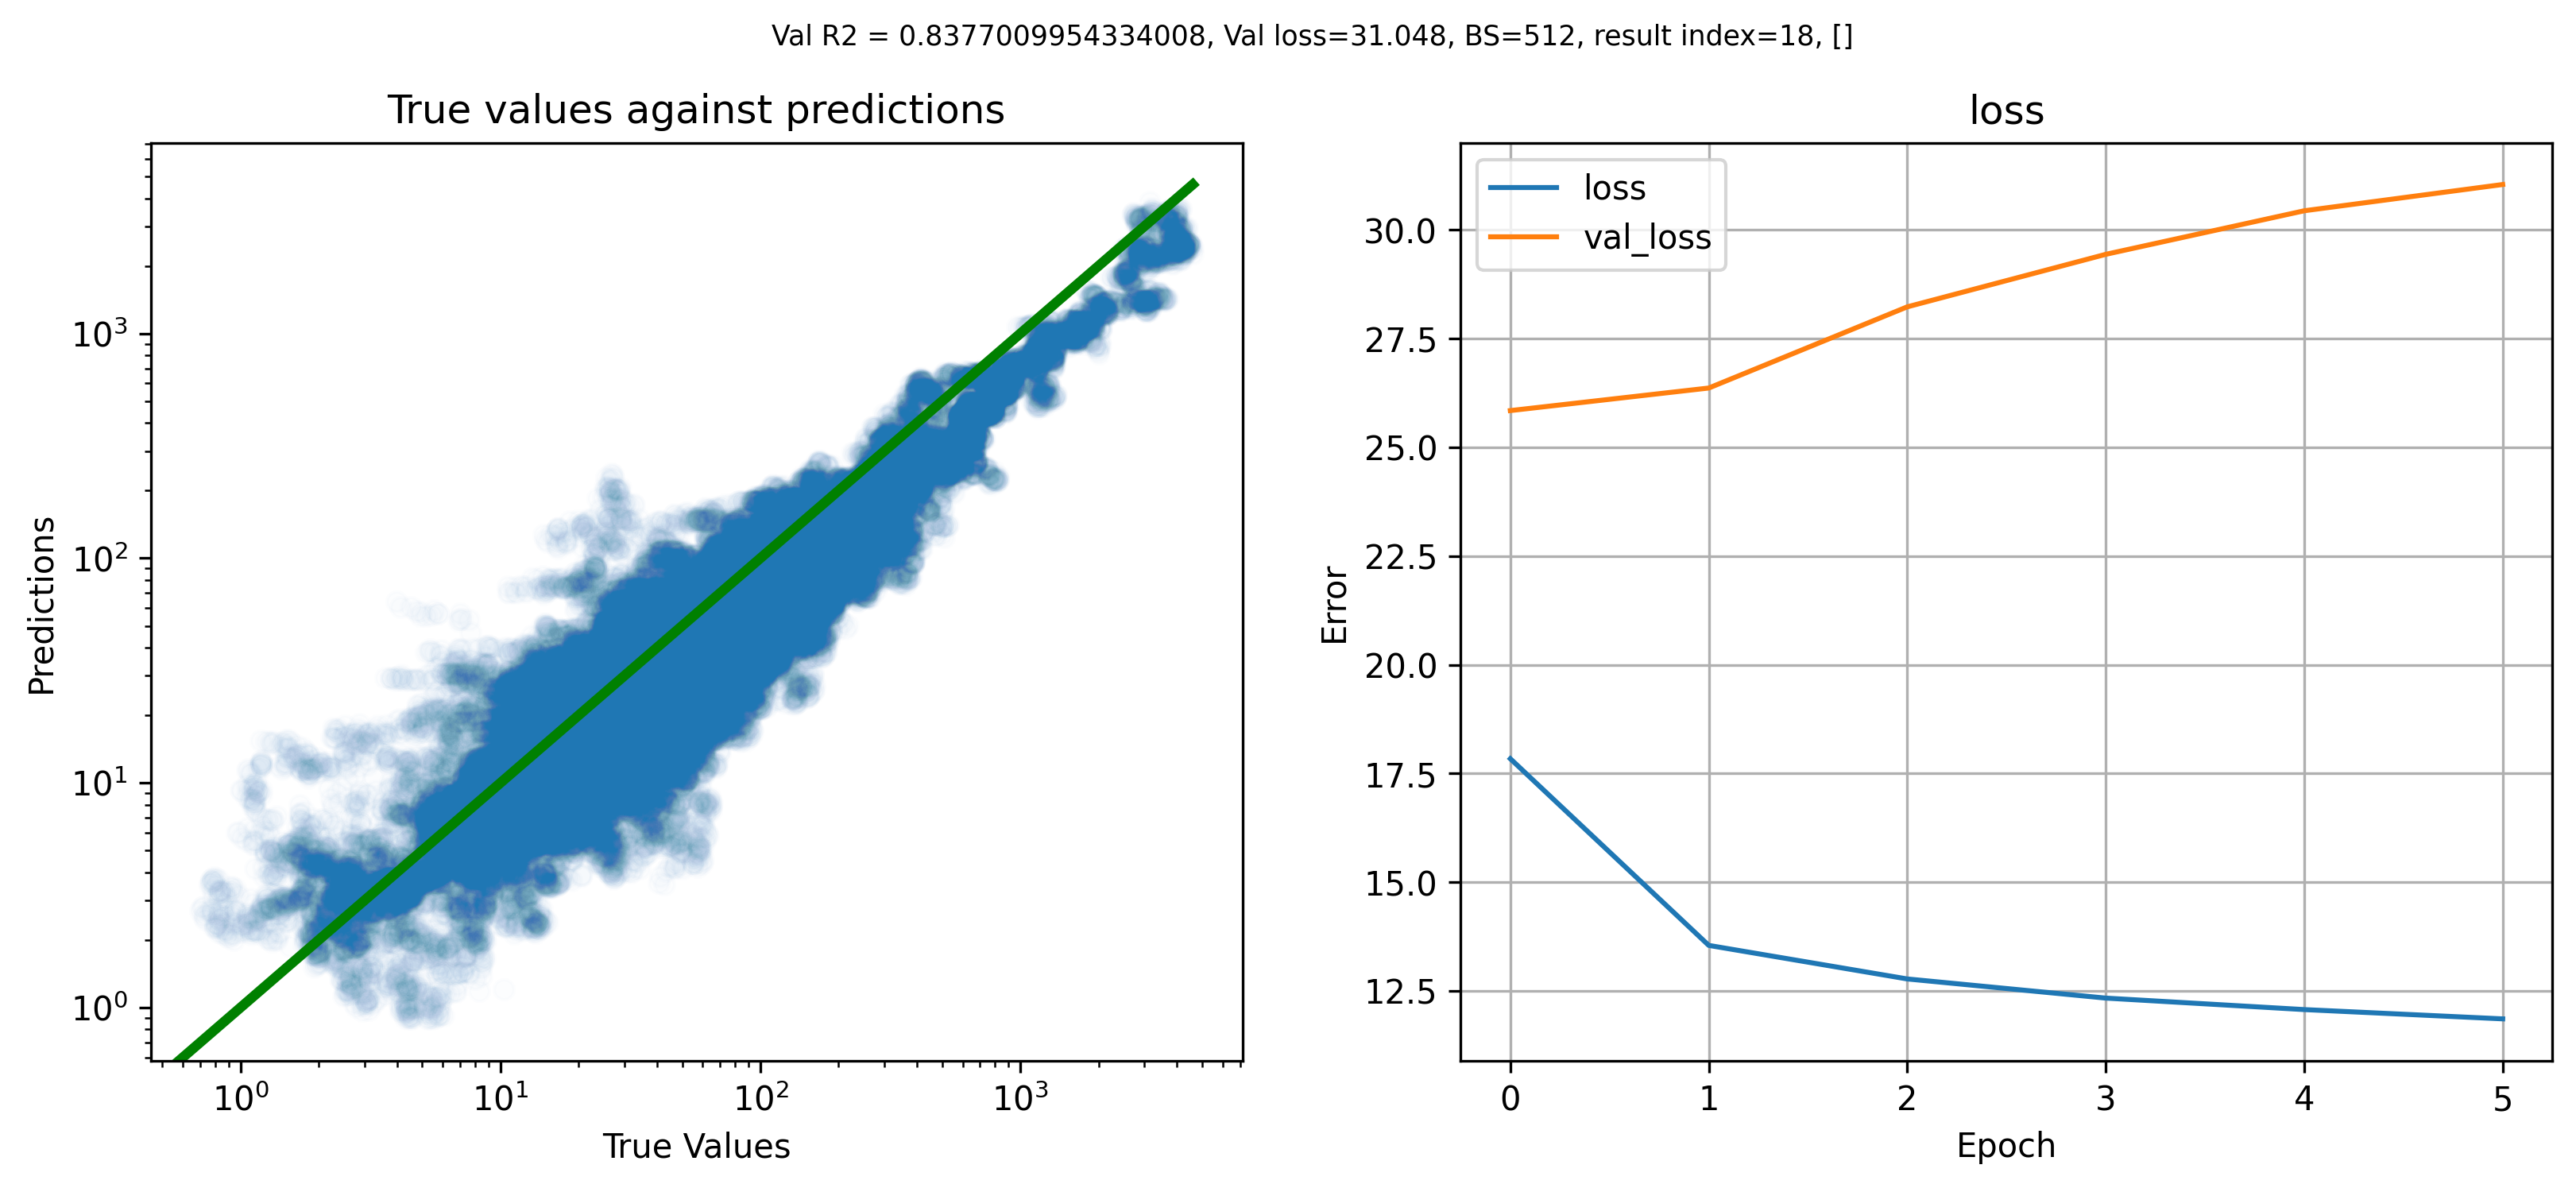 Val R2 = 0.8377009954334008, Val loss=31.048, BS=512, result index=18, []
True values against predictions
10³
10²
10¹
10⁰
Predictions
10⁰ 10¹ 10² 10³
True Values
loss
loss
val_loss
30.0
27.5
25.0
22.5
20.0
17.5
15.0
12.5
Error
0 1 2 3 4 5
Epoch